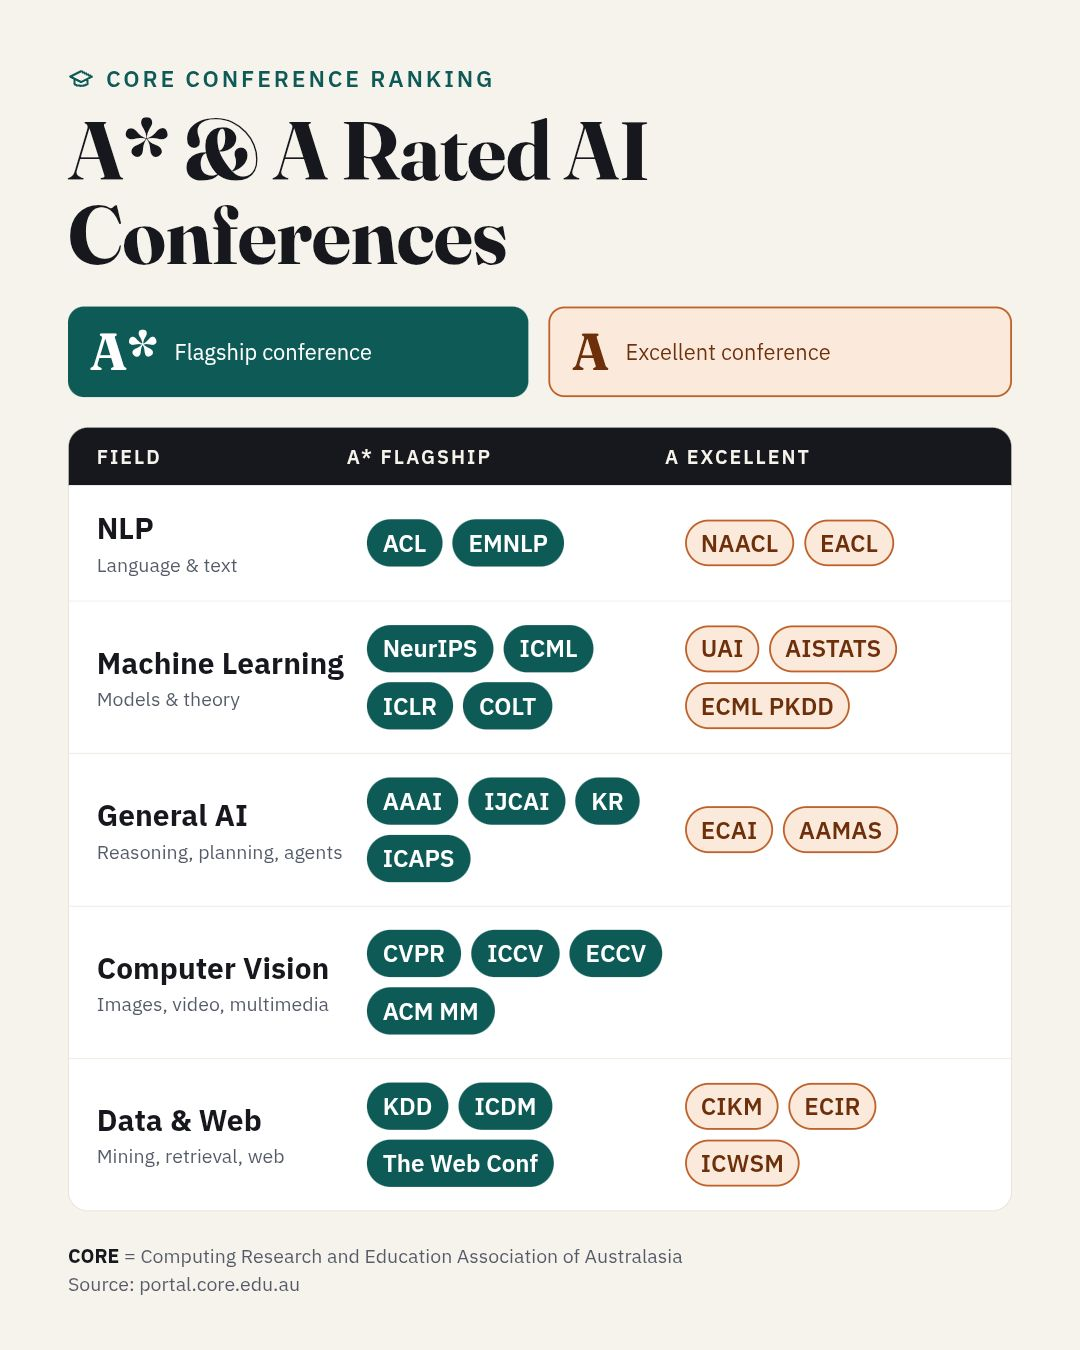 CORE CONFERENCE RANKING
A* & A Rated AI
Conferences
A* Flagship conference
A Excellent conference
FIELD A* FLAGSHIP A EXCELLENT
NLP
Language & text
ACL EMNLP
NAACL EACL
Machine Learning
Models & theory
NeurIPS ICML
ICLR COLT
UAI AISTATS
ECML PKDD
General AI
Reasoning, planning, agents
AAAI IJCAI KR
ICAPS
ECAI AAMAS
Computer Vision
Images, video, multimedia
CVPR ICCV ECCV
ACM MM
Data & Web
Mining, retrieval, web
KDD ICDM
The Web Conf
CIKM ECIR
ICWSM
CORE = Computing Research and Education Association of Australasia
Source: portal.core.edu.au